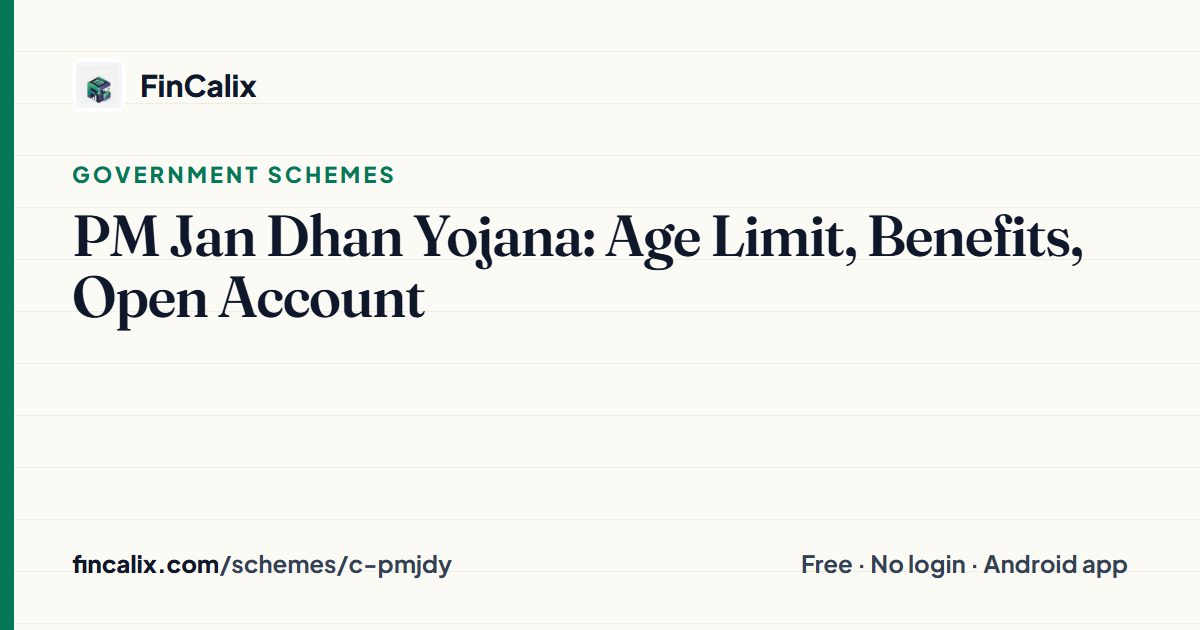 FinCalix
GOVERNMENT SCHEMES
PM Jan Dhan Yojana: Age Limit, Benefits,
Open Account
fincalix.com/schemes/c-pmjdy
Free · No login · Android app